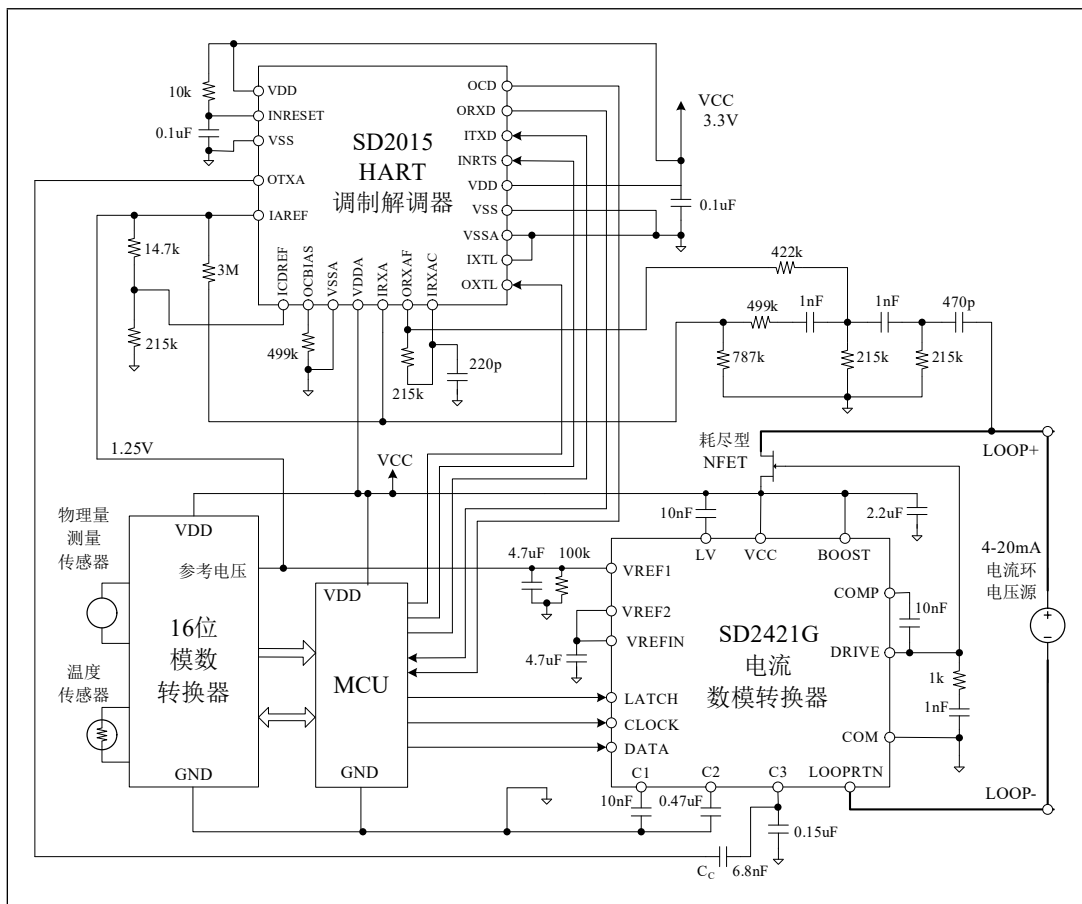 10k
0.1uF
VDD
INRESET
VSS
OTXA
IAREF
SD2015
HART
调制解调器
OCD
ORXD
ITXD
INRTS
VDD
VSS
VSSA
IXTL
OXTL
VCC
3.3V
0.1uF
ICDREF
OCBIAS
VSSA
VDDA
IRXA
ORXAF
IRXAC
14.7k
3M
215k
499k
215k
220p
422k
499k
1nF
1nF
470p
787k
215k
215k
1.25V
VCC
耗尽型
NFET
LOOP+
物理量
测量
传感器
温度
传感器
VDD
参考电压
16位
模数
转换器
GND
VDD
MCU
GND
4.7uF
100k
4.7uF
10nF
2.2uF
LV
VCC
BOOST
VREF1
VREF2
VREFIN
LATCH
CLOCK
DATA
SD2421G
电流
数模转换器
COMP
DRIVE
COM
C1
C2
C3
LOOPRTN
10nF
1k
1nF
4-20mA
电流环
电压源
LOOP-
10nF
0.47uF
0.15uF
CC
6.8nF